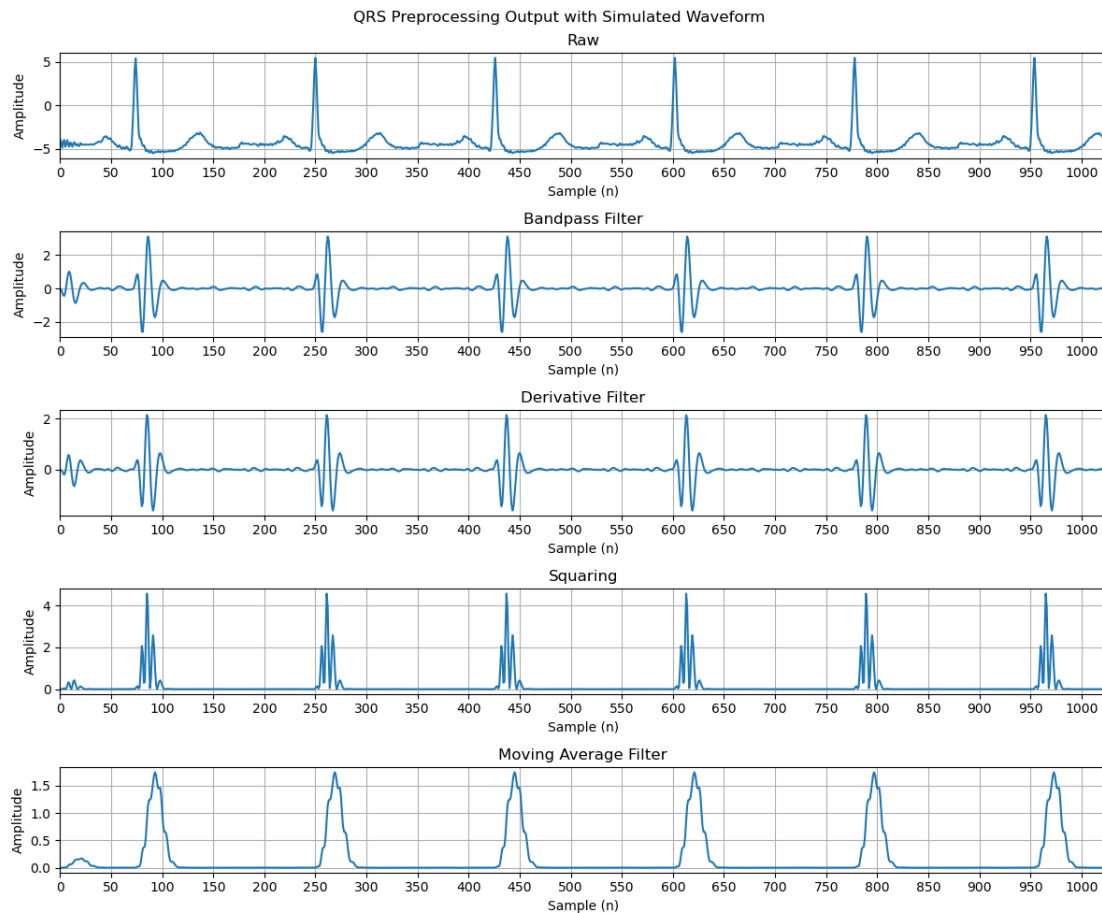 QRS Preprocessing Output with Simulated Waveform
Raw
5
0
−5
Amplitude
0 50 100 150 200 250 300 350 400 450 500 550 600 650 700 750 800 850 900 950 1000
Sample (n)
Bandpass Filter
2
0
−2
Amplitude
0 50 100 150 200 250 300 350 400 450 500 550 600 650 700 750 800 850 900 950 1000
Sample (n)
Derivative Filter
2
0
Amplitude
0 50 100 150 200 250 300 350 400 450 500 550 600 650 700 750 800 850 900 950 1000
Sample (n)
Squaring
4
2
0
Amplitude
0 50 100 150 200 250 300 350 400 450 500 550 600 650 700 750 800 850 900 950 1000
Sample (n)
Moving Average Filter
1.5
1.0
0.5
0.0
Amplitude
0 50 100 150 200 250 300 350 400 450 500 550 600 650 700 750 800 850 900 950 1000
Sample (n)